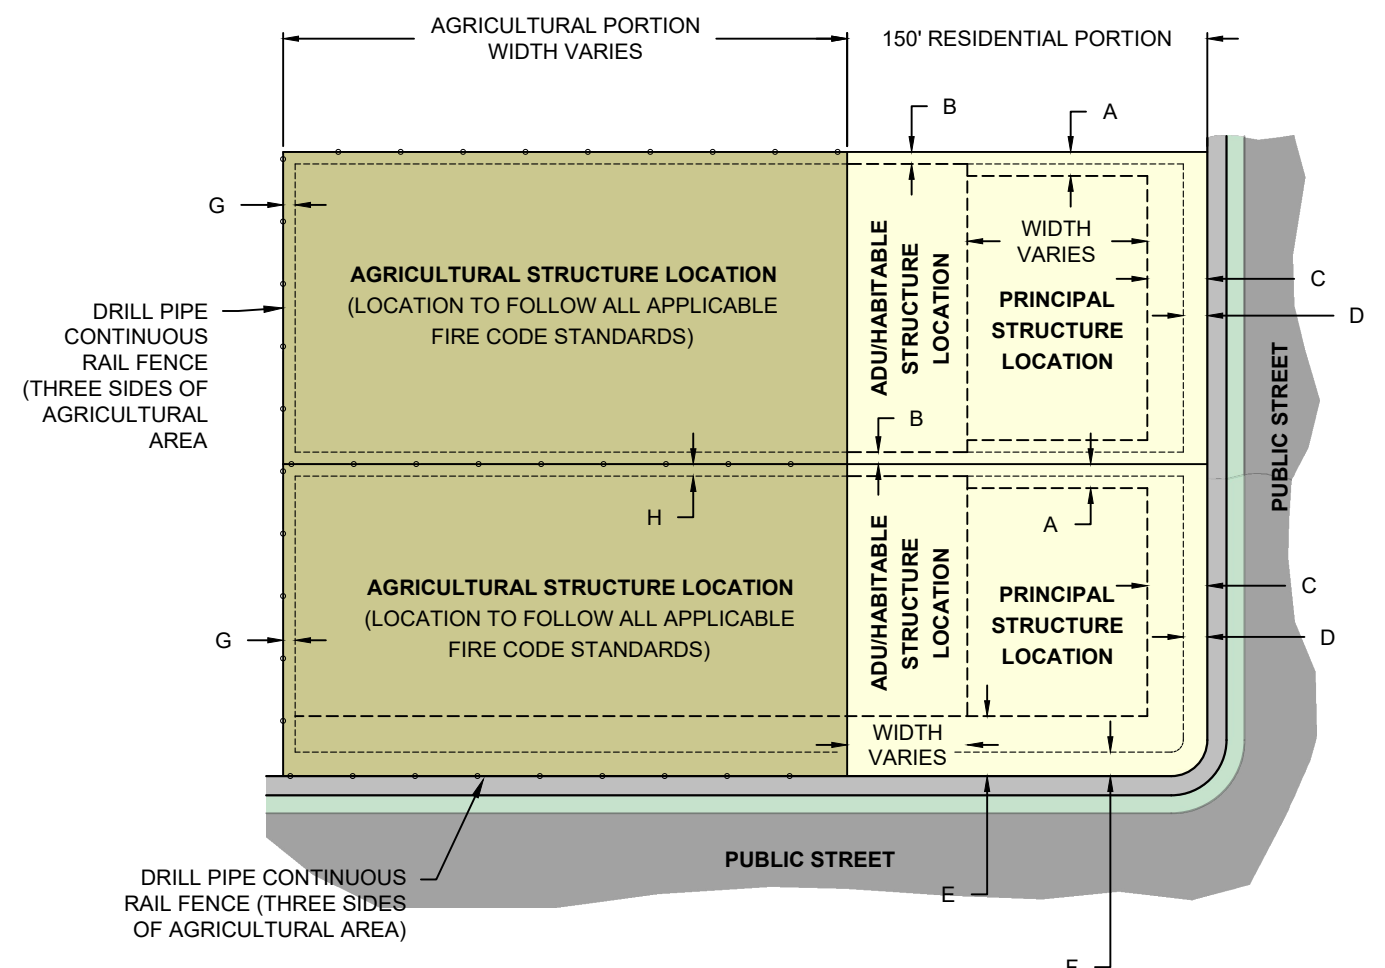 AGRICULTURAL PORTION
WIDTH VARIES
150' RESIDENTIAL PORTION
B
A
G
WIDTH
VARIES
AGRICULTURAL STRUCTURE LOCATION
(LOCATION TO FOLLOW ALL APPLICABLE
FIRE CODE STANDARDS)
ADU/HABITABLE
STRUCTURE
LOCATION
PRINCIPAL
STRUCTURE
LOCATION
C
D
DRILL PIPE
CONTINUOUS
RAIL FENCE
(THREE SIDES OF
AGRICULTURAL
AREA
PUBLIC STREET
B
H
A
AGRICULTURAL STRUCTURE LOCATION
(LOCATION TO FOLLOW ALL APPLICABLE
FIRE CODE STANDARDS)
ADU/HABITABLE
STRUCTURE
LOCATION
PRINCIPAL
STRUCTURE
LOCATION
C
D
G
WIDTH
VARIES
PUBLIC STREET
DRILL PIPE CONTINUOUS
RAIL FENCE (THREE SIDES
OF AGRICULTURAL AREA)
E